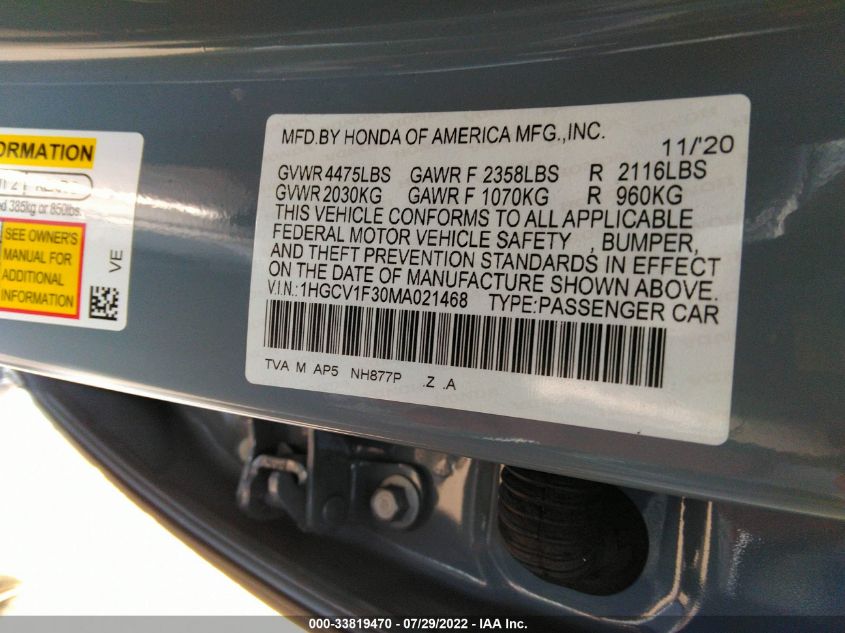 ORMATION
385kg or 850lbs.
SEE OWNER'S
MANUAL FOR
ADDITIONAL
INFORMATION
VE
MFD.BY HONDA OF AMERICA MFG.,INC. 11/'20
GVWR 4475LBS GAWR F 2358LBS R 2116LBS
GVWR 2030KG GAWR F 1070KG R 960KG
THIS VEHICLE CONFORMS TO ALL APPLICABLE
FEDERAL MOTOR VEHICLE SAFETY , BUMPER,
AND THEFT PREVENTION STANDARDS IN EFFECT
ON THE DATE OF MANUFACTURE SHOWN ABOVE.
V.I.N.:1HGCV1F30MA021468 TYPE:PASSENGER CAR
TVA M AP5 NH877P .Z .A
000-33819470 — 07/29/2022 — IAA Inc.